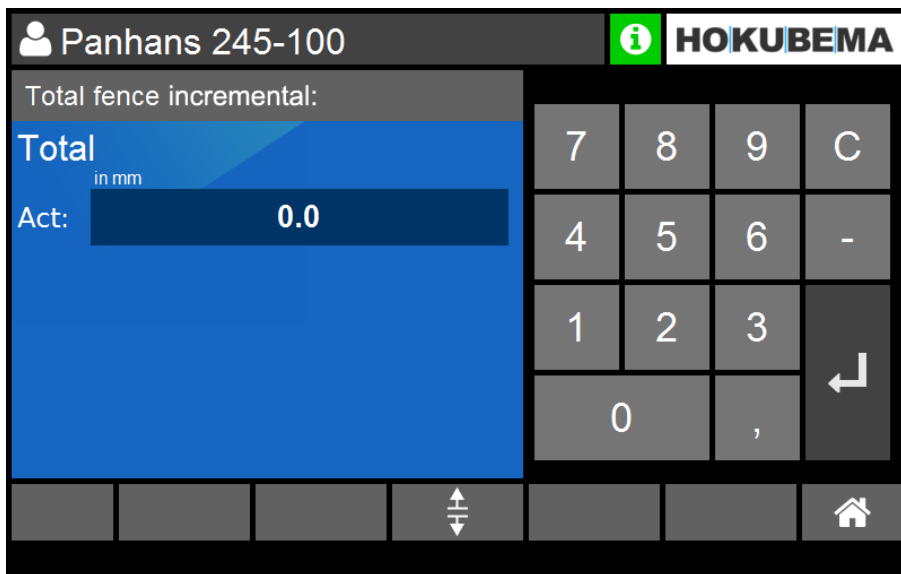 Panhans 245-100
i
HOKUBEMA
Total fence incremental:
Total
in mm
Act: 0.0
7 8 9 C
4 5 6 -
1 2 3
0 ,